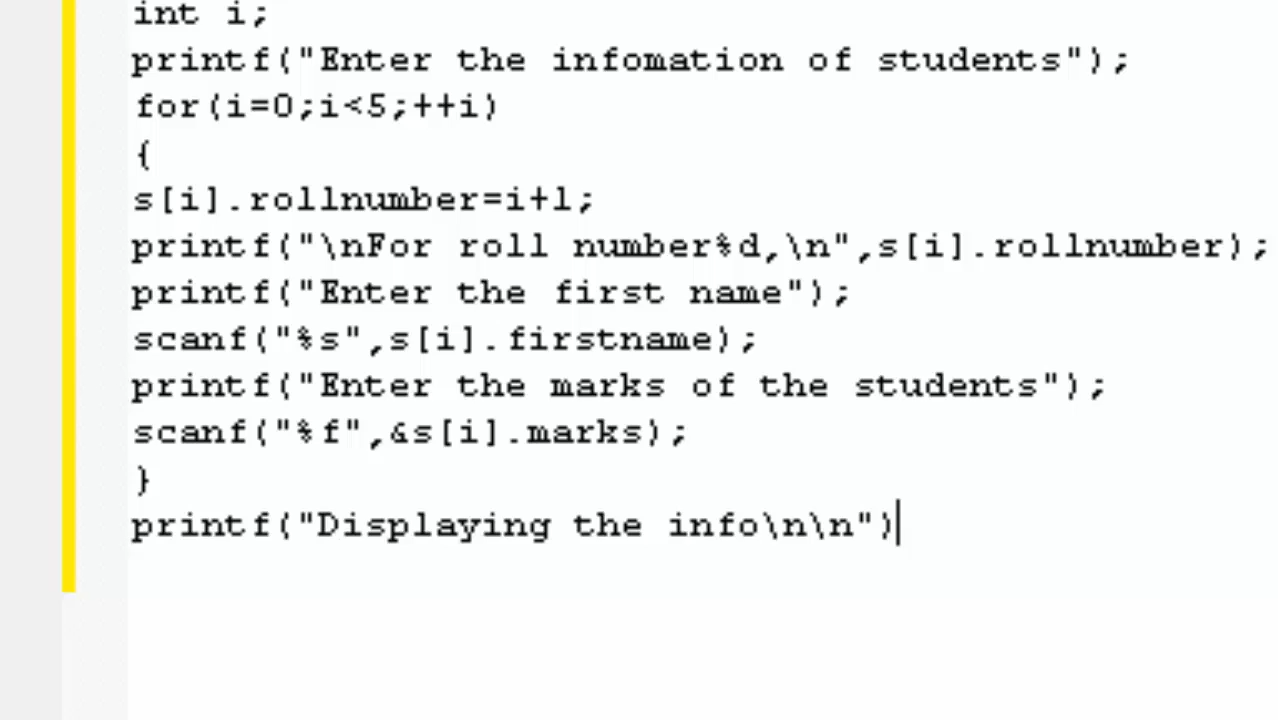 int i;
printf("Enter the infomation of students");
for(i=0;i<5;++i)
{
s[i].rollnumber=i+1;
printf("\nFor roll number%d,\n",s[i].rollnumber);
printf("Enter the first name");
scanf("%s",s[i].firstname);
printf("Enter the marks of the students");
scanf("%f",&s[i].marks);
}
printf("Displaying the info\n\n")